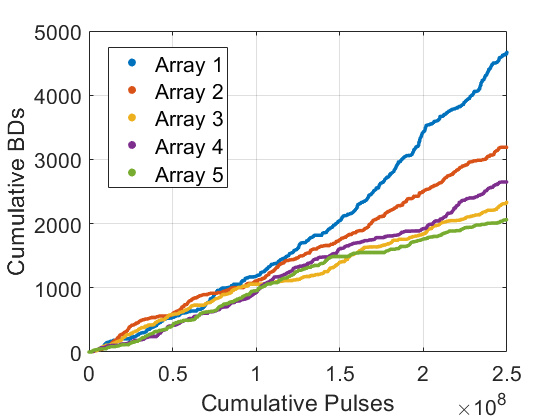 5000
4000
3000
2000
1000
0
Cumulative BDs
Array 1
Array 2
Array 3
Array 4
Array 5
0 0.5 1 1.5 2 2.5
Cumulative Pulses
×10⁸